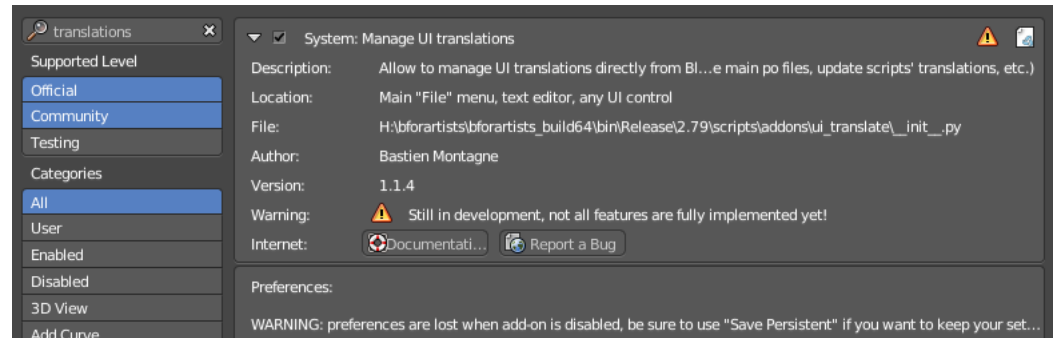 translations
Supported Level
Official
Community
Testing
Categories
All
User
Enabled
Disabled
3D View
Add Curve
System: Manage UI translations
Description: Allow to manage UI translations directly from Bl...e main po files, update scripts' translations, etc.)
Location: Main "File" menu, text editor, any UI control
File: H:\bforartists\bforartists_build64\bin\Release\2.79\scripts\addons\ui_translate\__init__.py
Author: Bastien Montagne
Version: 1.1.4
Warning: Still in development, not all features are fully implemented yet!
Internet: Documentati... Report a Bug
Preferences:
WARNING: preferences are lost when add-on is disabled, be sure to use "Save Persistent" if you want to keep your set...